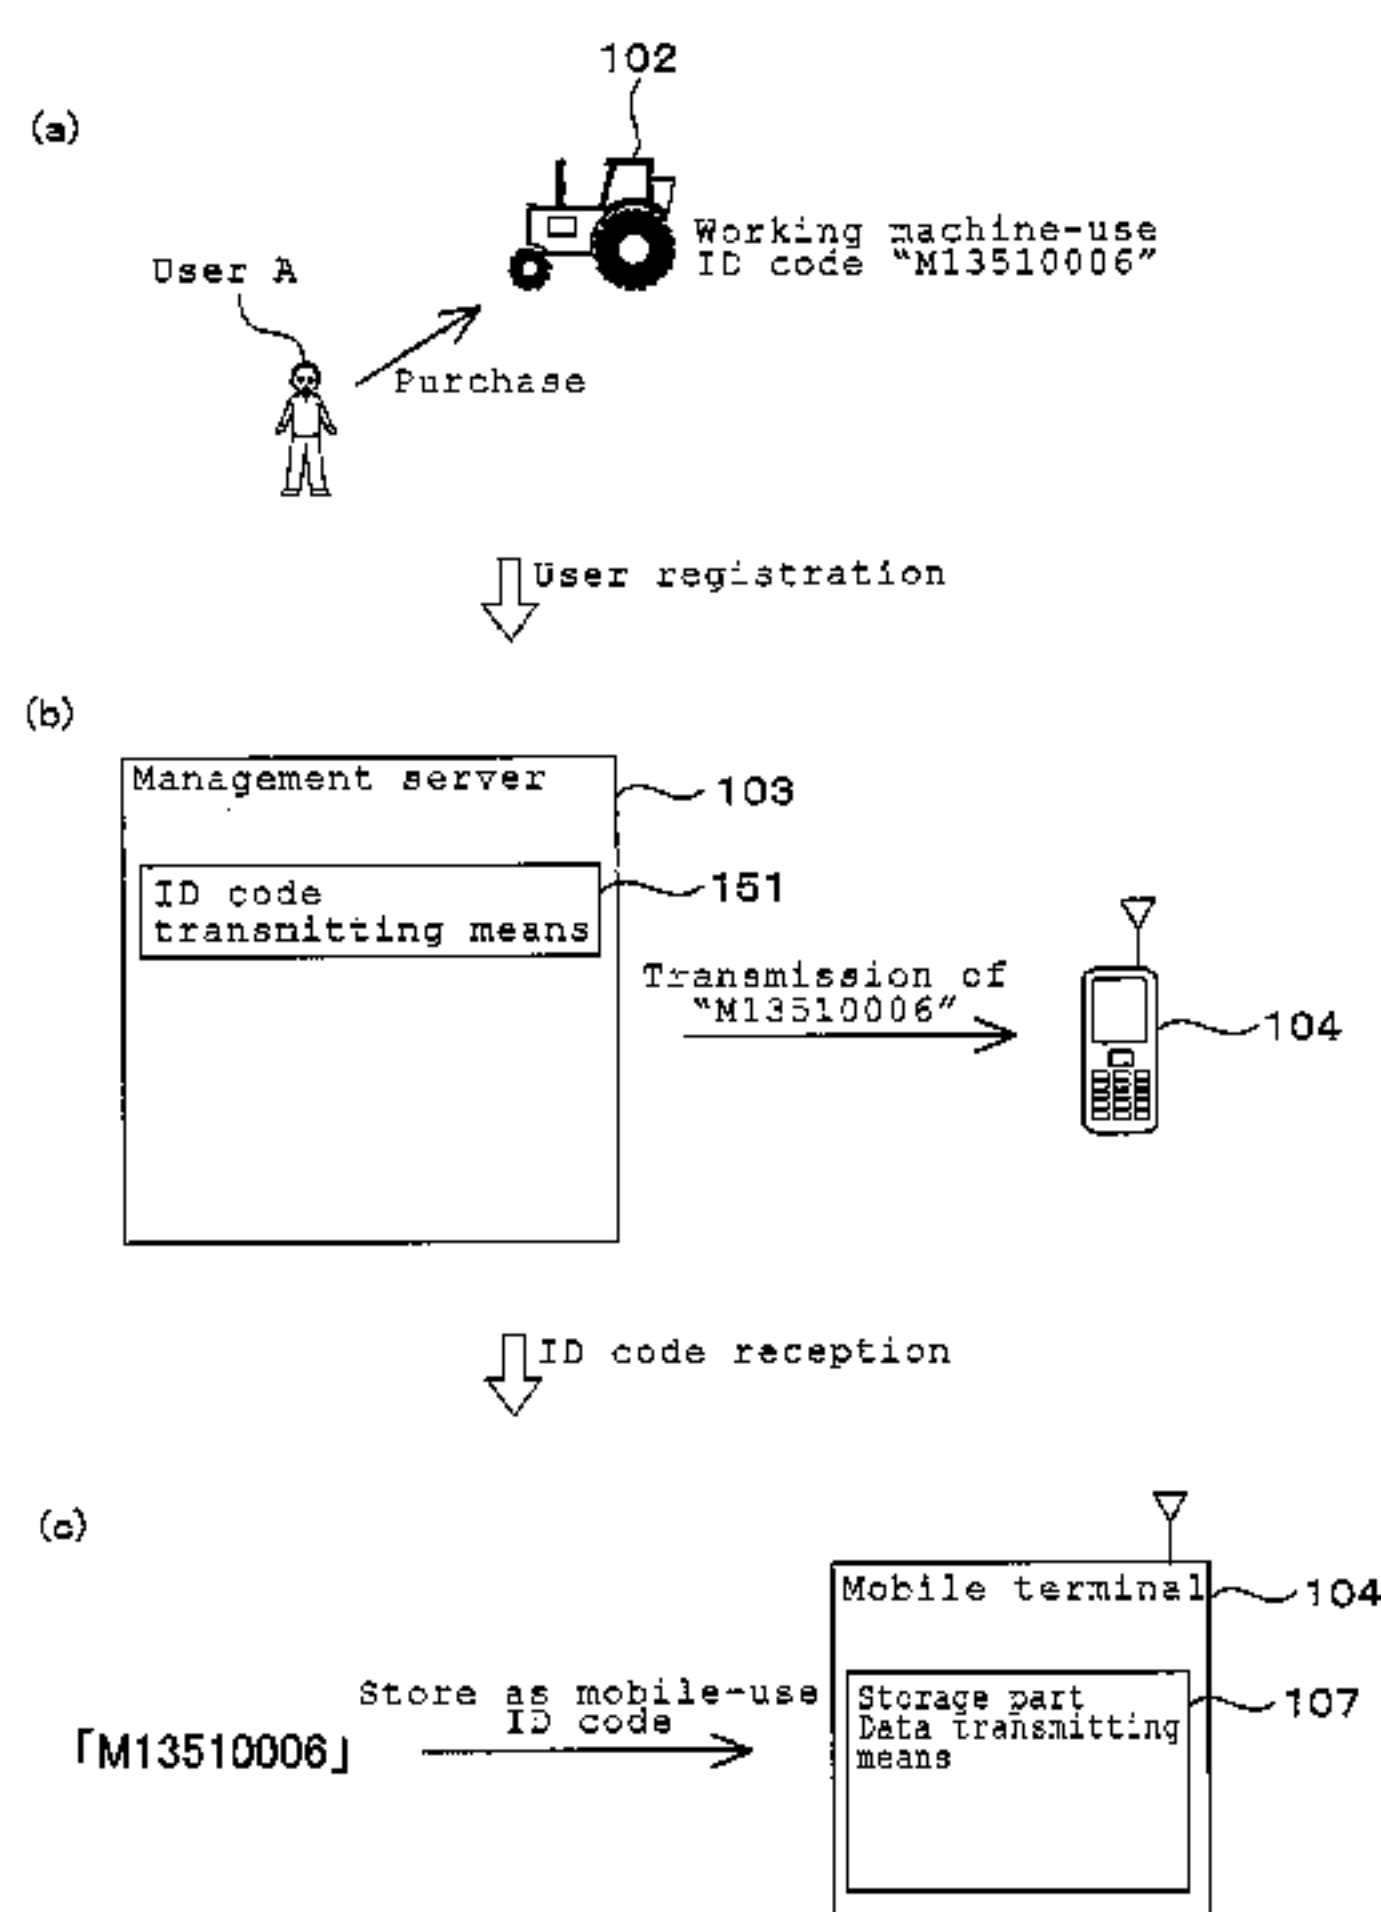 102
(a)
Working machine-use
ID code “M13510006”
User A
Purchase
User registration
(b)
Management server
103
ID code
transmitting means
151
Transmission of
“M13510006”
104
ID code reception
(c)
Mobile terminal
104
Store as mobile-use
ID code
「M13510006」
Storage part
Data transmitting
means
107